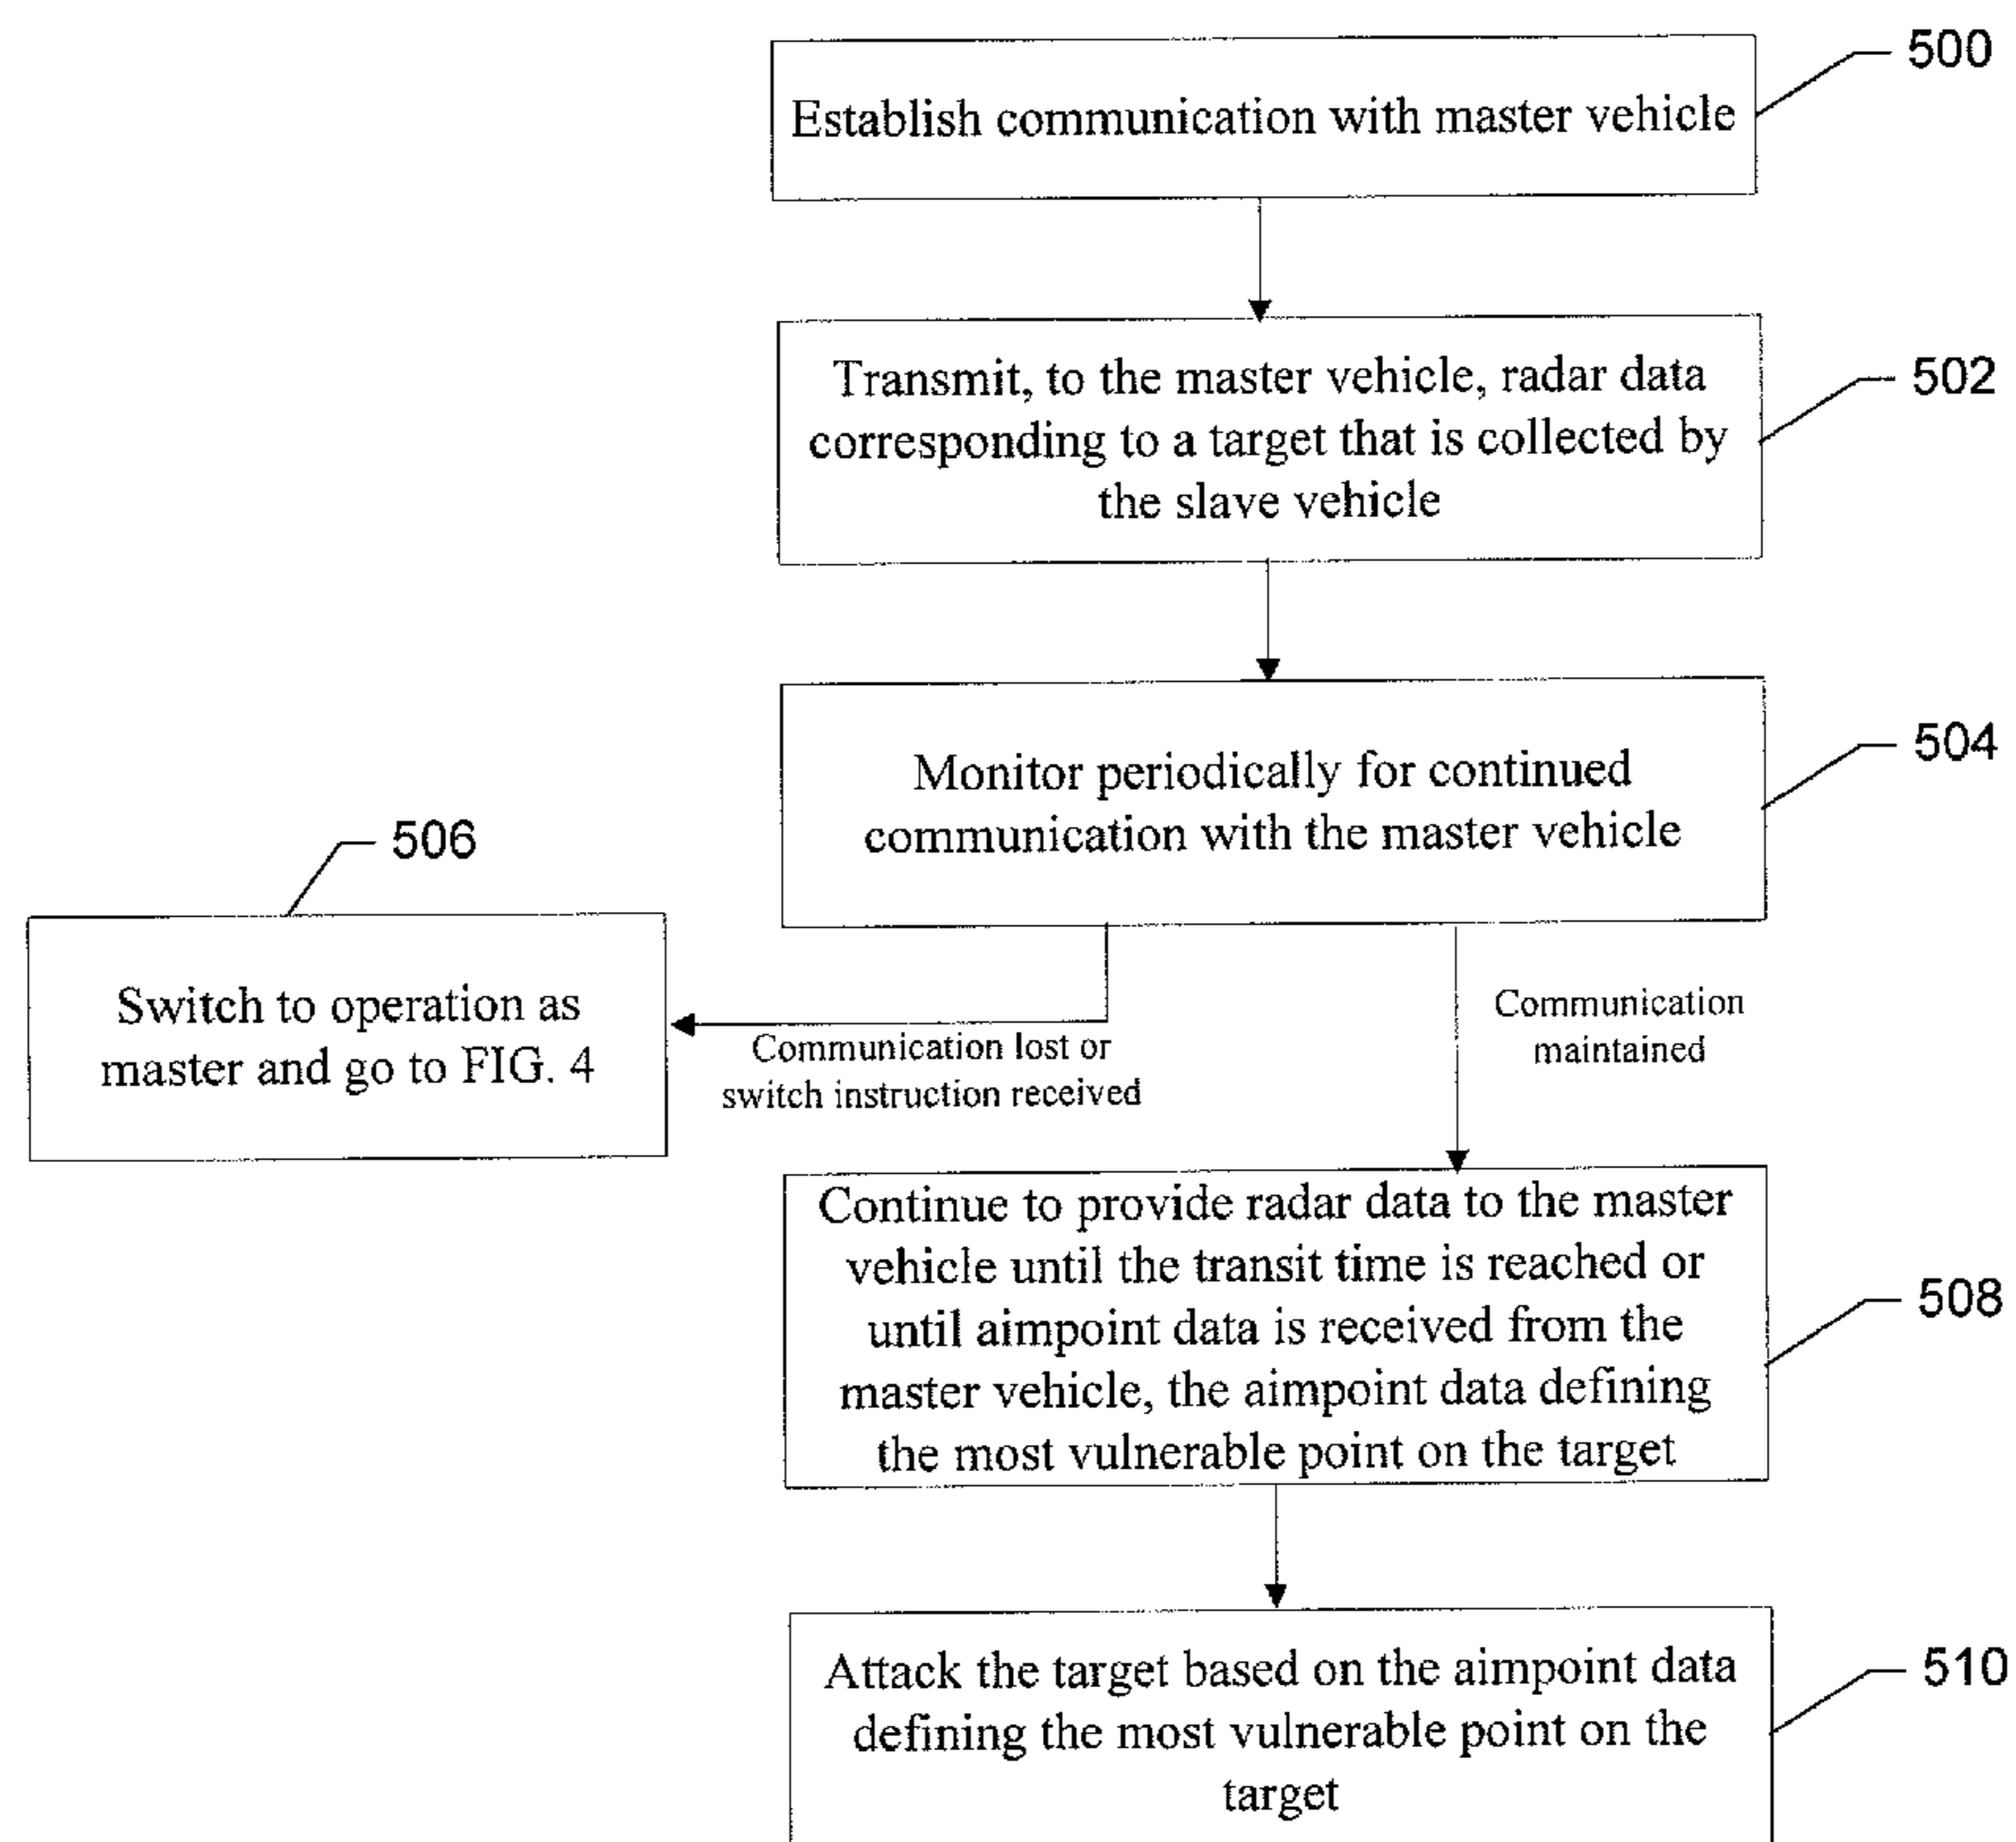 500
Establish communication with master vehicle
Transmit, to the master vehicle, radar data
corresponding to a target that is collected by
the slave vehicle
502
Monitor periodically for continued
communication with the master vehicle
504
506
Switch to operation as
master and go to FIG. 4
Communication lost or
switch instruction received
Communication
maintained
Continue to provide radar data to the master
vehicle until the transit time is reached or
until aimpoint data is received from the
master vehicle, the aimpoint data defining
the most vulnerable point on the target
508
Attack the target based on the aimpoint data
defining the most vulnerable point on the
target
510